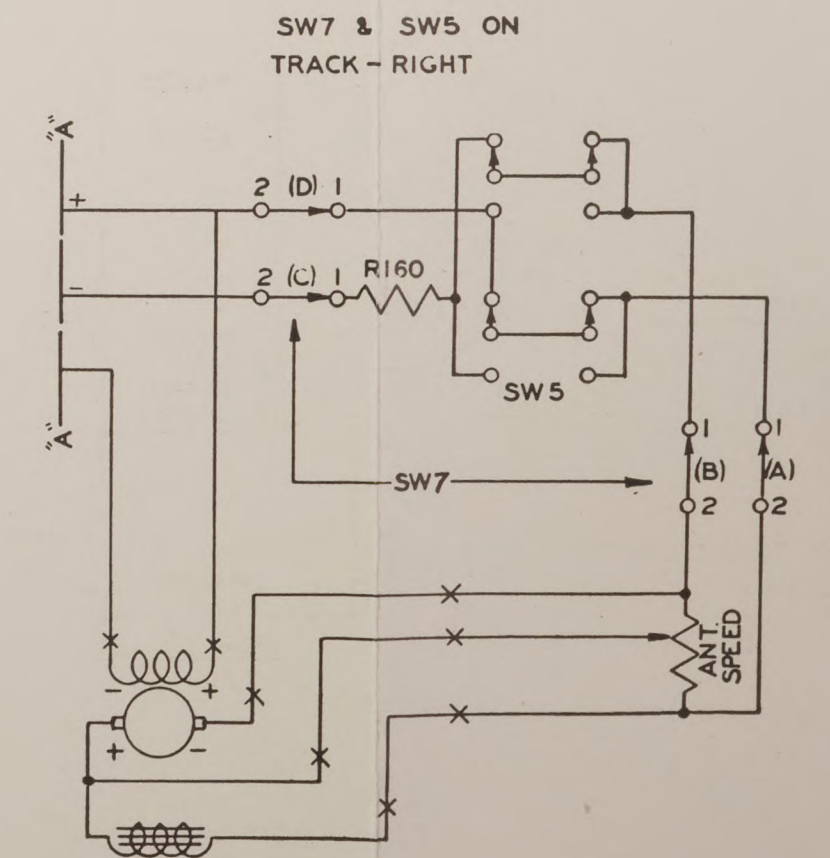 SW7 & SW5 ON
TRACK - RIGHT
"A"
+
2 (D) 1
-
2 (C) 1
R160
SW5
"A"
1
1
(B)
(A)
SW7
2
2
ANT.
SPEED
-
+
+
-